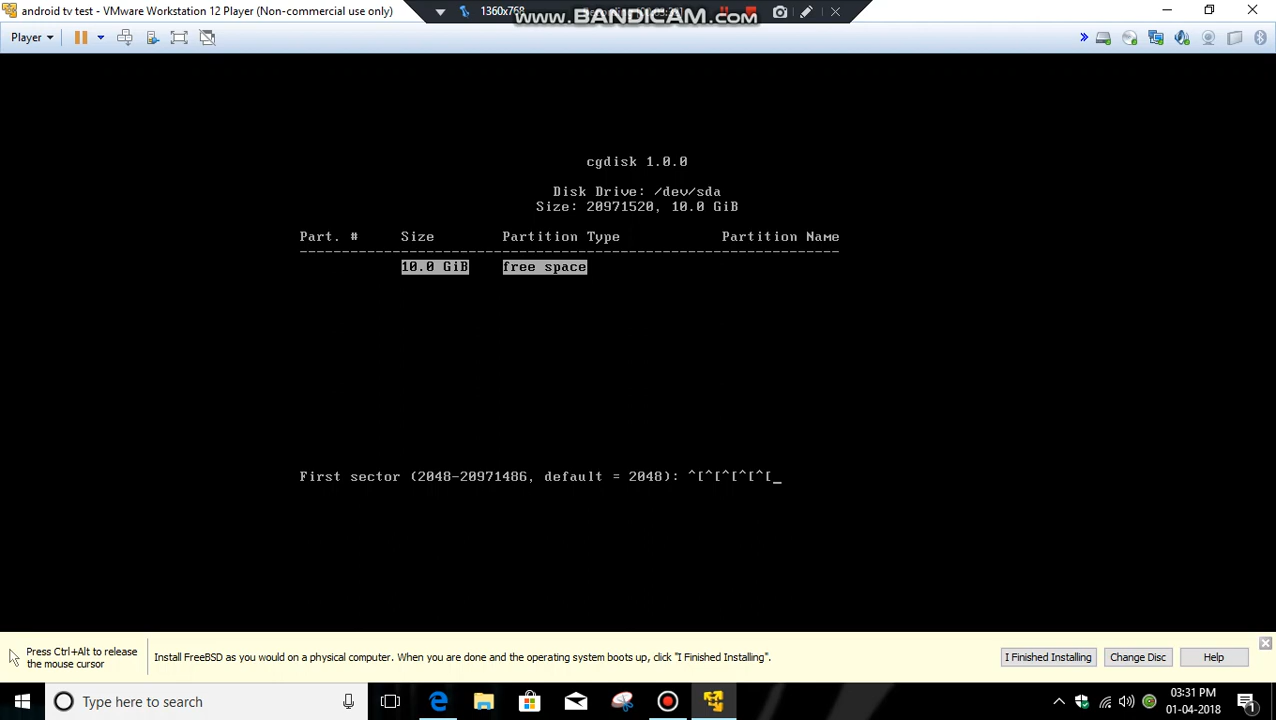 android tv test - VMware Workstation 12 Player (Non-commercial use only)
1360x768
www.BANDICAM.com
Player
cgdisk 1.0.0
Disk Drive: /dev/sda
Size: 20971520, 10.0 GiB
Part. # Size Partition Type Partition Name
10.0 GiB free space
First sector (2048-20971486, default = 2048): ^[^[^[^[^[_
Press Ctrl+Alt to release
the mouse cursor
Install FreeBSD as you would on a physical computer. When you are done and the operating system boots up, click "I Finished Installing".
I Finished Installing
Change Disc
Help
Type here to search
03:31 PM
01-04-2018
1